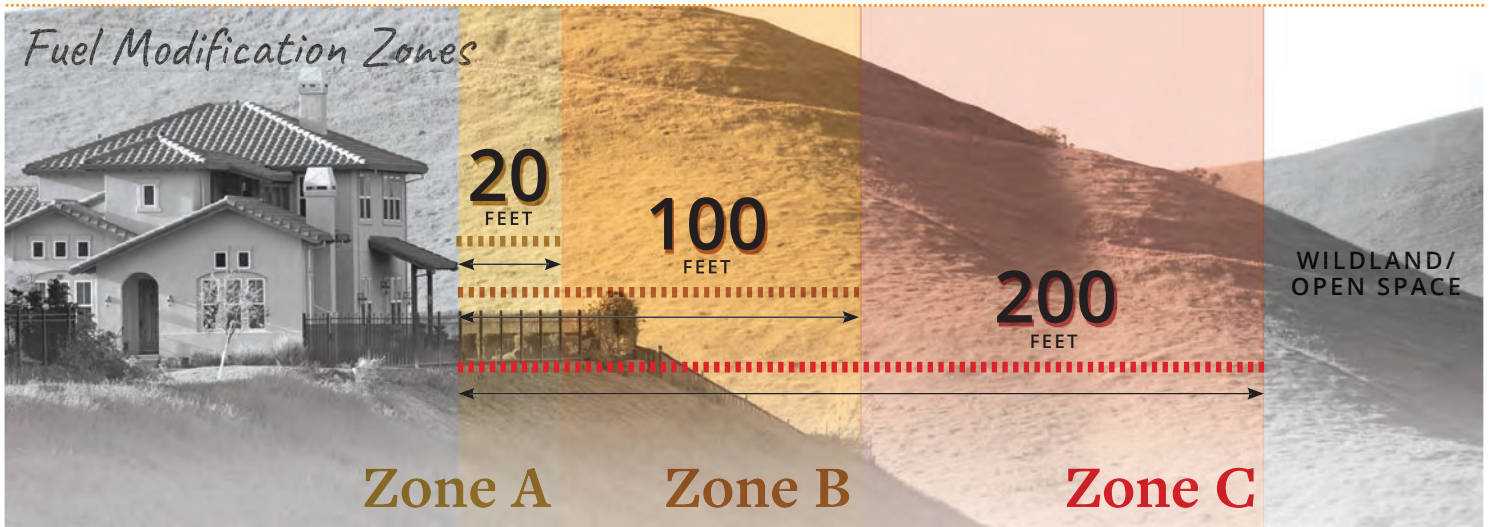 Fuel Modification Zones
20
FEET
100
FEET
200
FEET
WILDLAND/
OPEN SPACE
Zone A
Zone B
Zone C